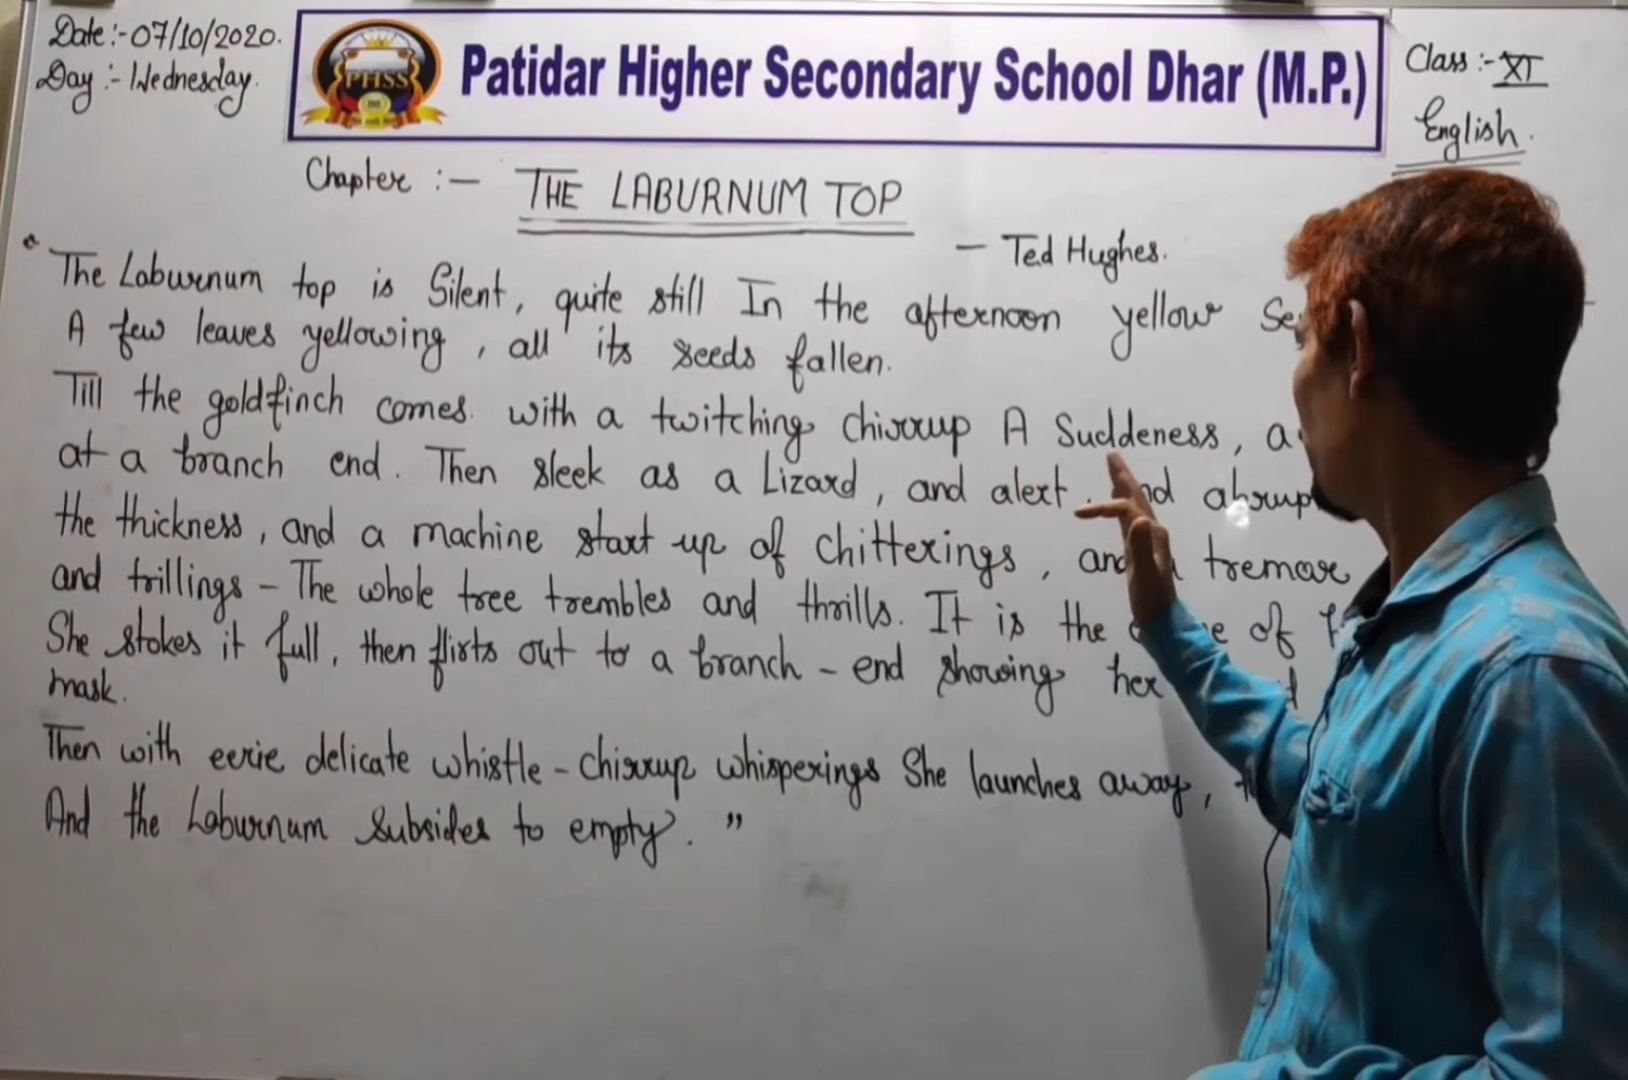 Date:-07/10/2020.
Day:-Wednesday.
PHSS
Patidar Higher Secondary School Dhar (M.P.)
Class:-XI
English.
Chapter :- THE LABURNUM TOP
- Ted Hughes.
"The Laburnum top is Silent, quite still In the afternoon yellow
A few leaves yellowing, all its seeds fallen.
Till the goldfinch comes. with a twitching chirrup A Suddeness, a
at a branch end. Then sleek as a Lizard, and alert,
the thickness, and a machine start up of chitterings, tremor
and trillings - The whole tree trembles and thrills. It is the of
She stokes it full, then flirts out to a branch - end showing her
mask.
Then with eerie delicate whistle - chirrup whisperings She launches away,
And the Laburnum subsides to empty."